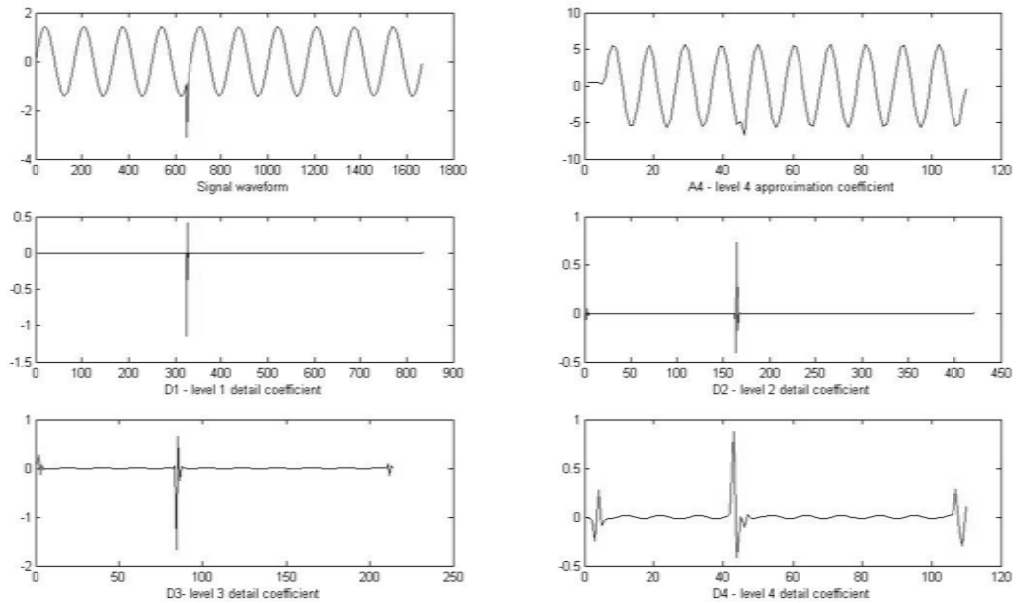 2
0
-2
-4
0 200 400 600 800 1000 1200 1400 1600 1800
Signal waveform
10
5
0
-5
-10
0 20 40 60 80 100 120
A4 - level 4 approximation coefficient
0.5
0
-0.5
-1
-1.5
0 100 200 300 400 500 600 700 800 900
D1 - level 1 detail coefficient
1
0.5
0
-0.5
0 50 100 150 200 250 300 350 400 450
D2 - level 2 detail coefficient
1
0
-1
-2
0 50 100 150 200 250
D3- level 3 detail coefficient
1
0.5
0
-0.5
0 20 40 60 80 100 120
D4 - level 4 detail coefficient